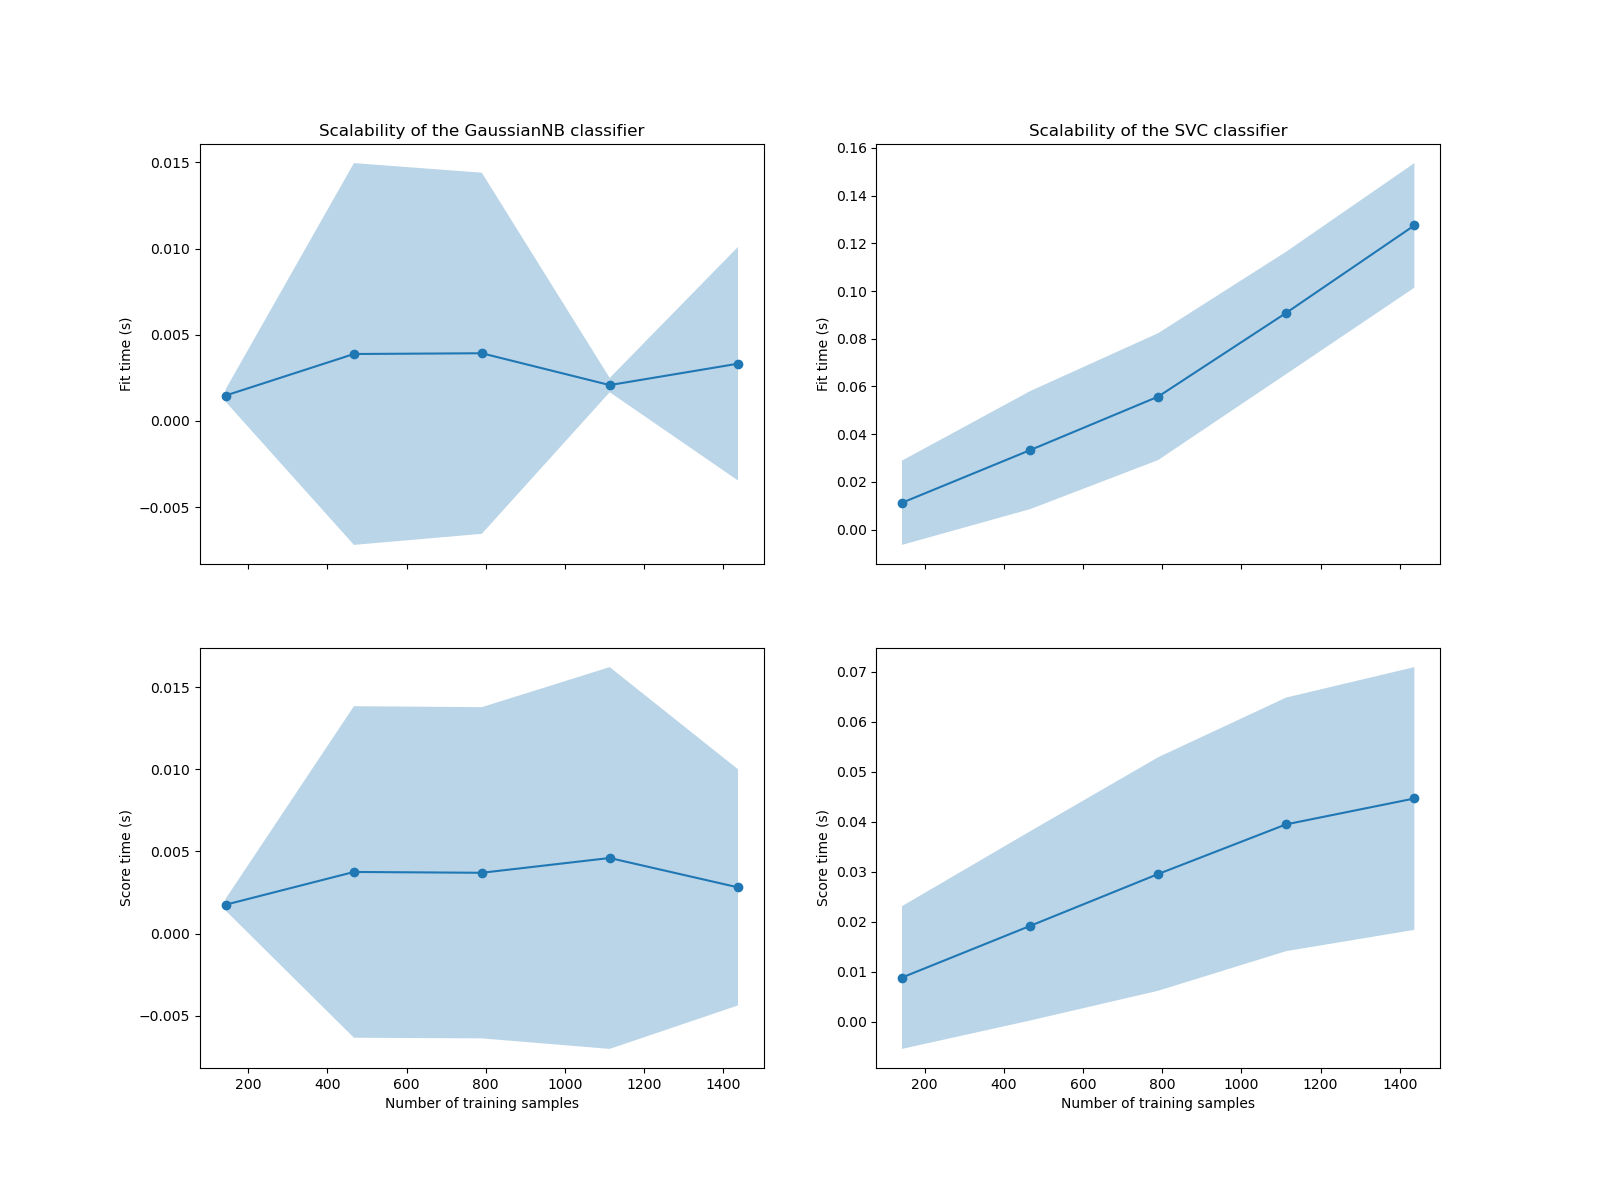 Scalability of the GaussianNB classifier
0.015
0.010
0.005
0.000
−0.005
Fit time (s)
Scalability of the SVC classifier
0.16
0.14
0.12
0.10
0.08
0.06
0.04
0.02
0.00
Fit time (s)
0.015
0.010
0.005
0.000
−0.005
Score time (s)
200 400 600 800 1000 1200 1400
Number of training samples
0.07
0.06
0.05
0.04
0.03
0.02
0.01
0.00
Score time (s)
200 400 600 800 1000 1200 1400
Number of training samples